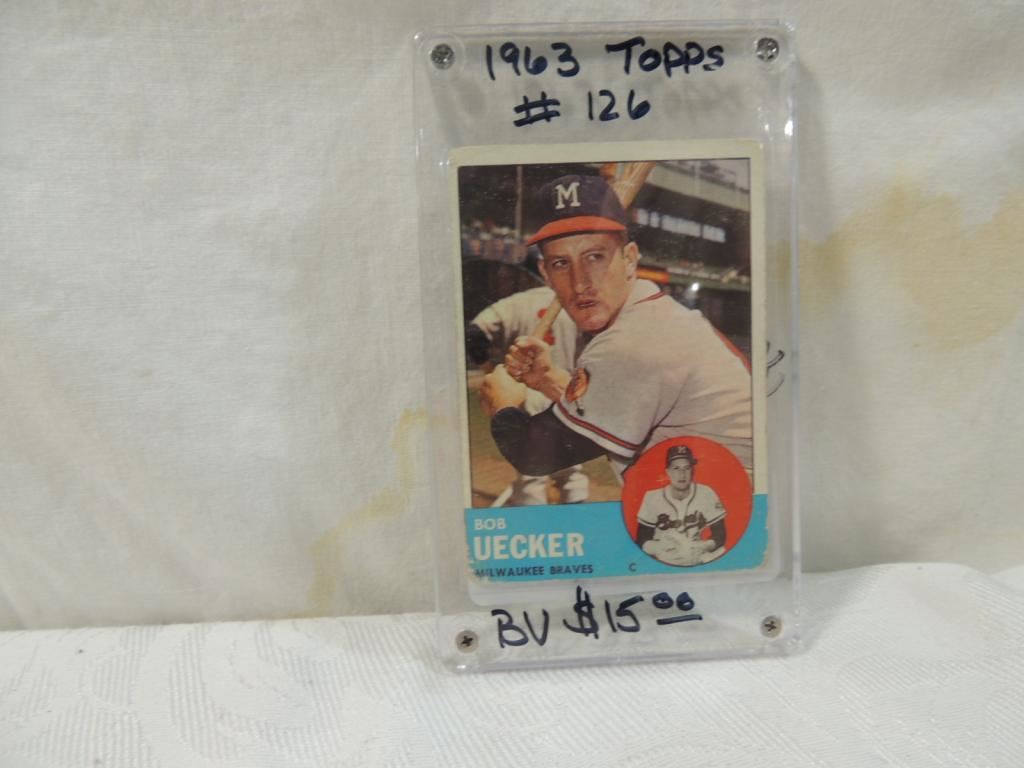 1963 TOPPS
# 126
M
M
Braves
BOB
UECKER
MILWAUKEE BRAVES C
BV $15 00